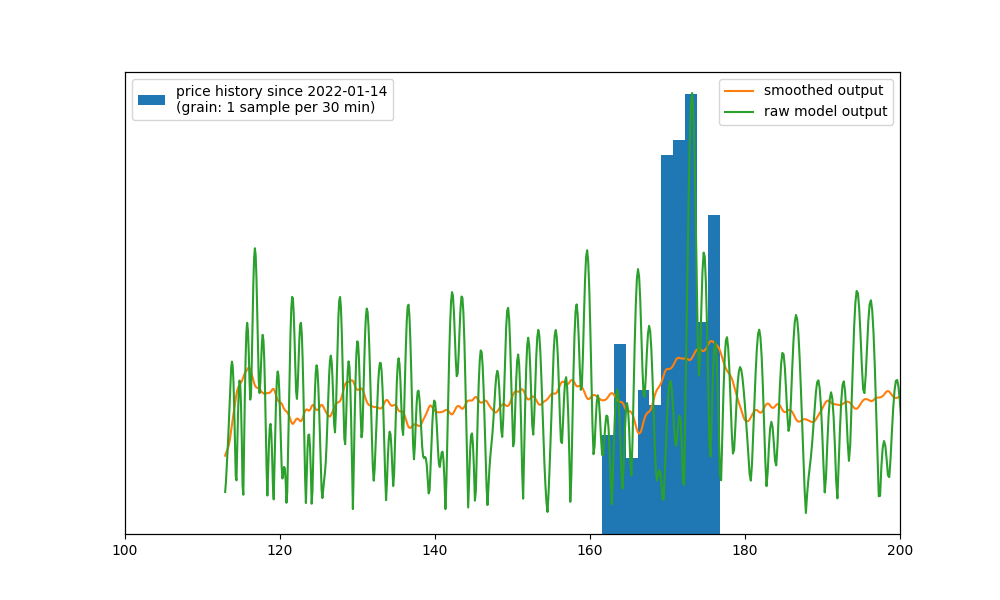 price history since 2022-01-14
(grain: 1 sample per 30 min)
smoothed output
raw model output
100
120
140
160
180
200